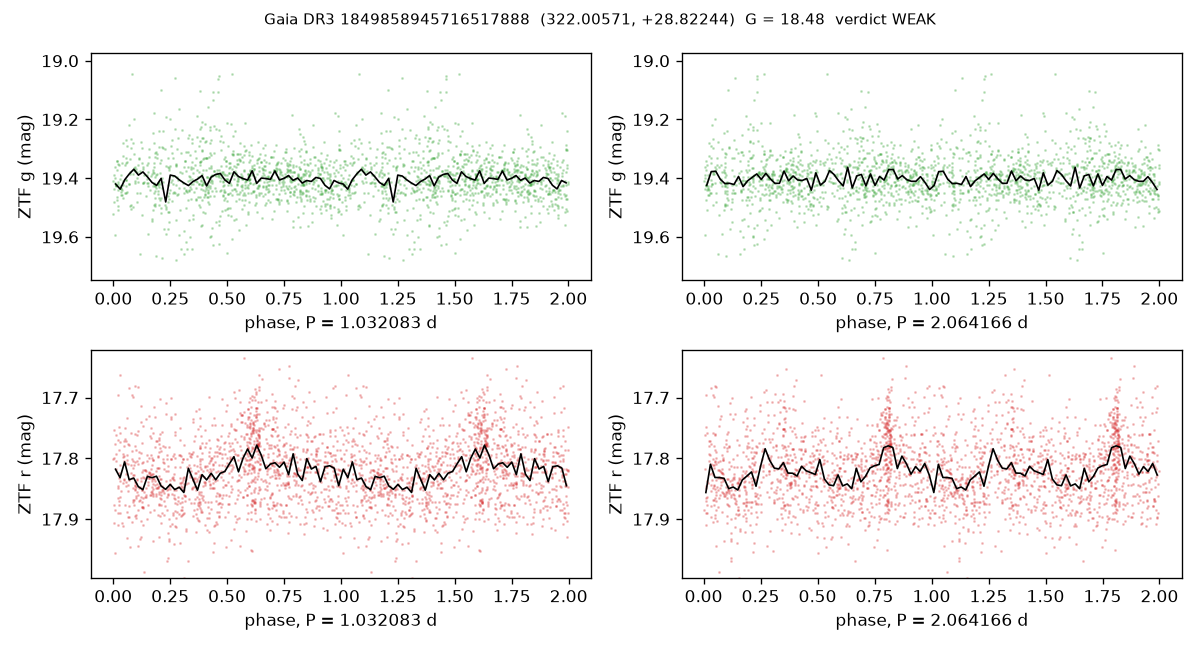 Gaia DR3 1849858945716517888 (322.00571, +28.82244) G = 18.48 verdict WEAK
ZTF g (mag)
19.0
19.2
19.4
19.6
0.00 0.25 0.50 0.75 1.00 1.25 1.50 1.75 2.00
phase, P = 1.032083 d
ZTF g (mag)
19.0
19.2
19.4
19.6
0.00 0.25 0.50 0.75 1.00 1.25 1.50 1.75 2.00
phase, P = 2.064166 d
ZTF r (mag)
17.7
17.8
17.9
0.00 0.25 0.50 0.75 1.00 1.25 1.50 1.75 2.00
phase, P = 1.032083 d
ZTF r (mag)
17.7
17.8
17.9
0.00 0.25 0.50 0.75 1.00 1.25 1.50 1.75 2.00
phase, P = 2.064166 d